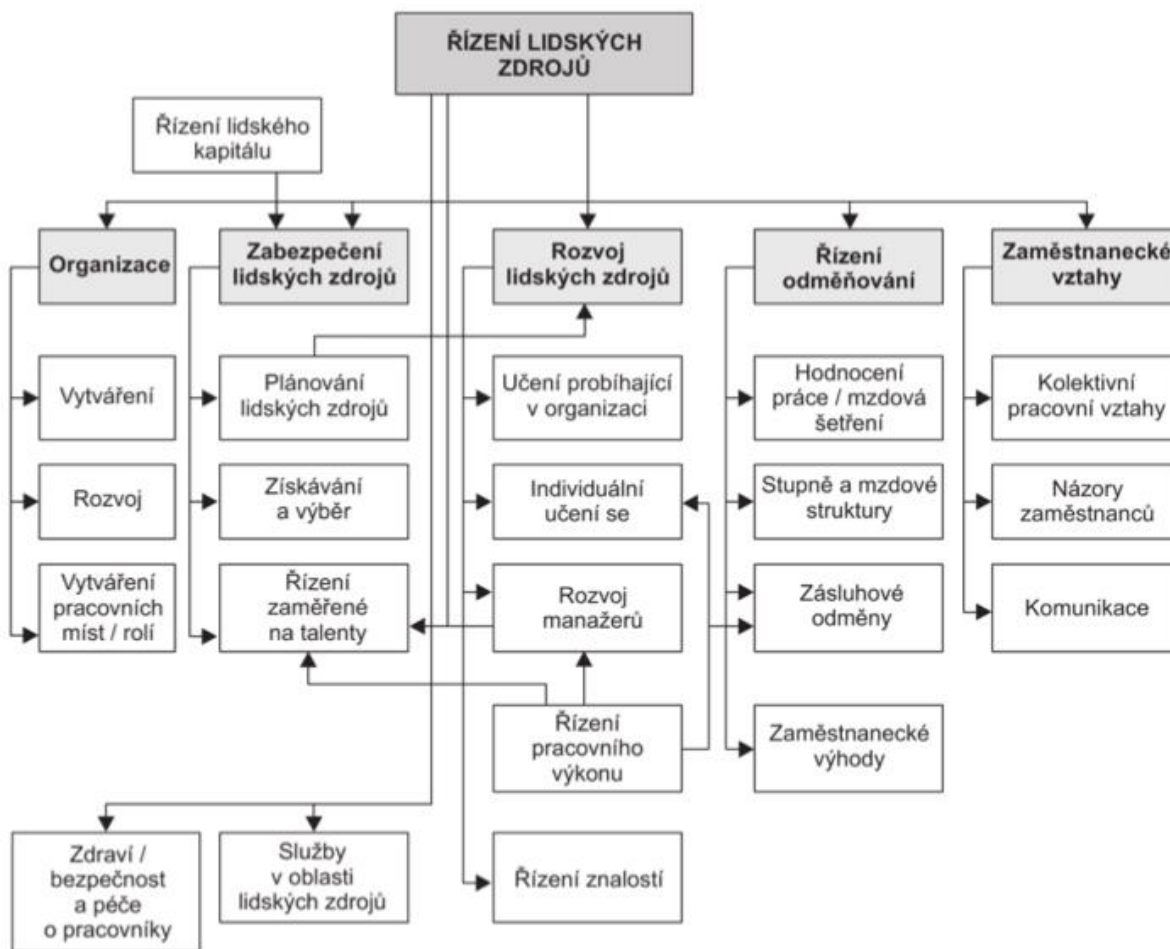 ŘÍZENÍ LIDSKÝCH
ZDROJŮ
Řízení lidského
kapitálu
Organizace
Zabezpečení
lidských zdrojů
Rozvoj
lidských zdrojů
Řízení
odměňování
Zaměstnanecké
vztahy
Vytváření
Plánování
lidských zdrojů
Učení probíhající
v organizaci
Hodnocení
práce / mzdová
šetření
Kolektivní
pracovní vztahy
Rozvoj
Získávání
a výběr
Individuální
učení se
Stupně a mzdové
struktury
Názory
zaměstnanců
Vytváření
pracovních
míst / rolí
Řízení
zaměřené
na talenty
Rozvoj
manažerů
Zásluhové
odměny
Komunikace
Řízení
pracovního
výkonu
Zaměstnanecké
výhody
Zdraví /
bezpečnost
a péče
o pracovníky
Služby
v oblasti
lidských zdrojů
Řízení znalostí